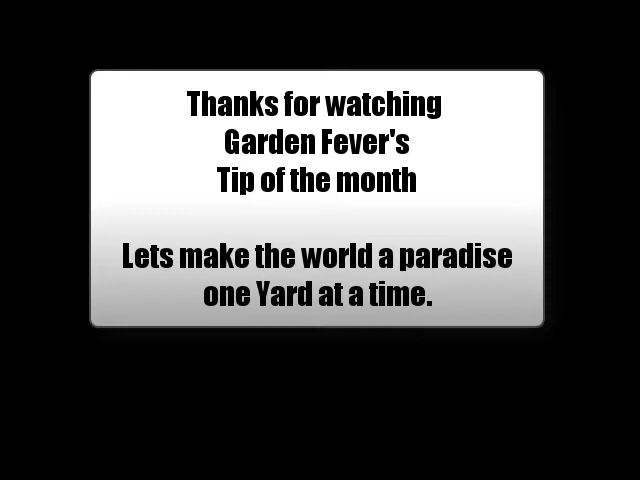 Thanks for watching
Garden Fever's
Tip of the month
Lets make the world a paradise
one Yard at a time.